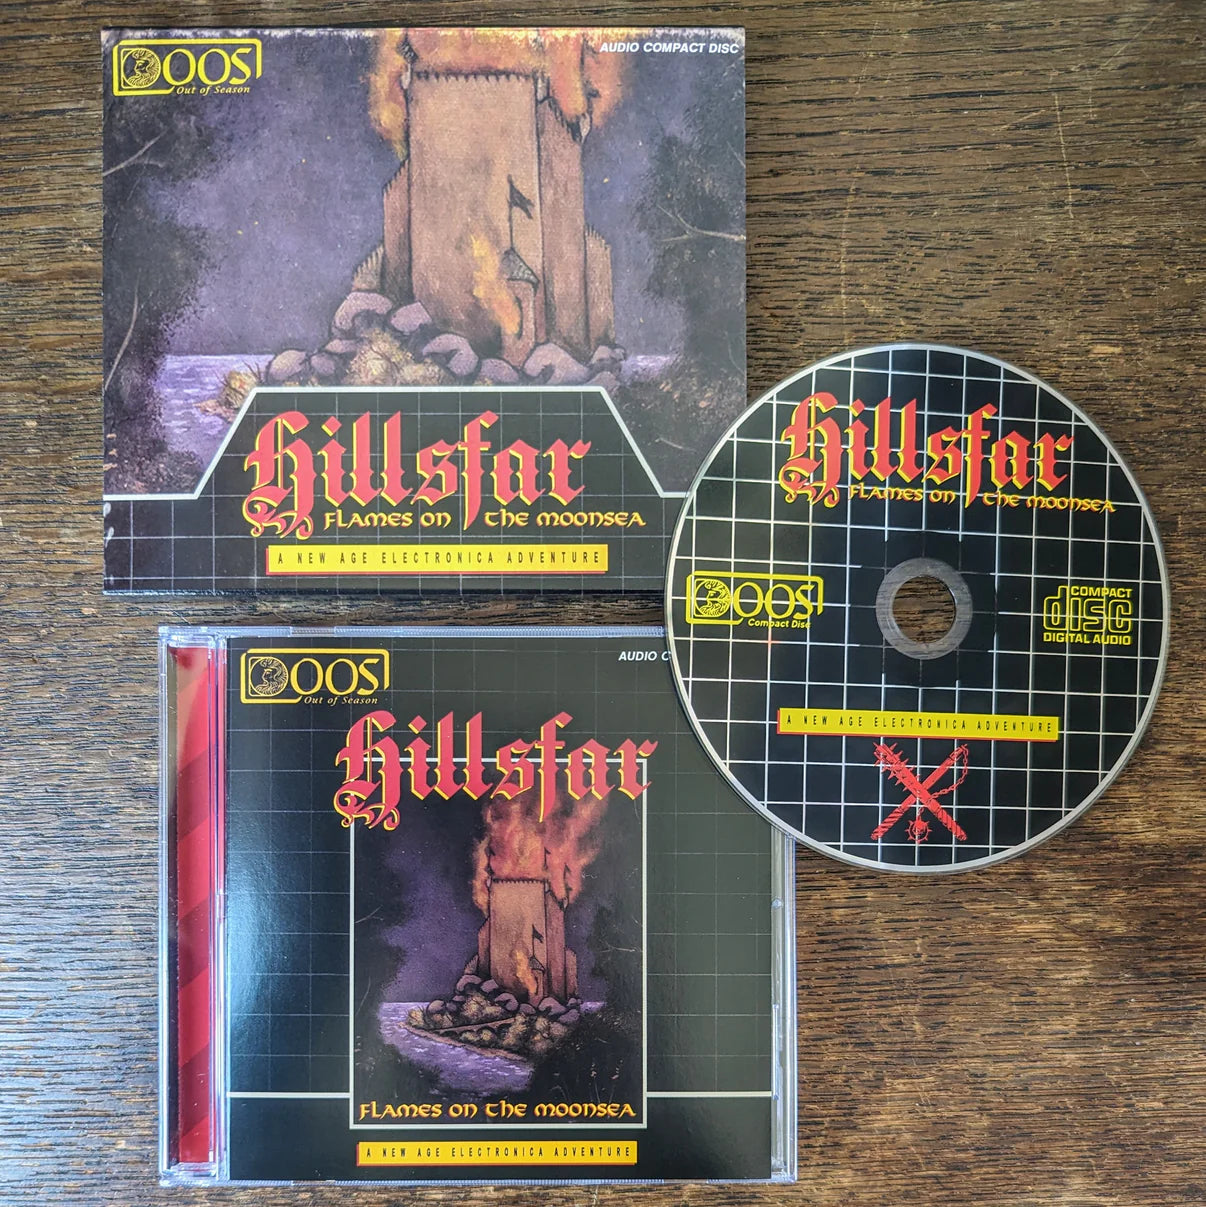 OOS
Out of Season
AUDIO COMPACT DISC
Hillsfar
FLAMES ON THE MOONSEA
A NEW AGE ELECTRONICA ADVENTURE
Hillsfar
FLAMES ON THE MOONSEA
OOS
Compact Disc
COMPACT
disc
DIGITAL AUDIO
A NEW AGE ELECTRONICA ADVENTURE
OOS
Out of Season
AUDIO C
Hillsfar
FLAMES ON THE MOONSEA
A NEW AGE ELECTRONICA ADVENTURE